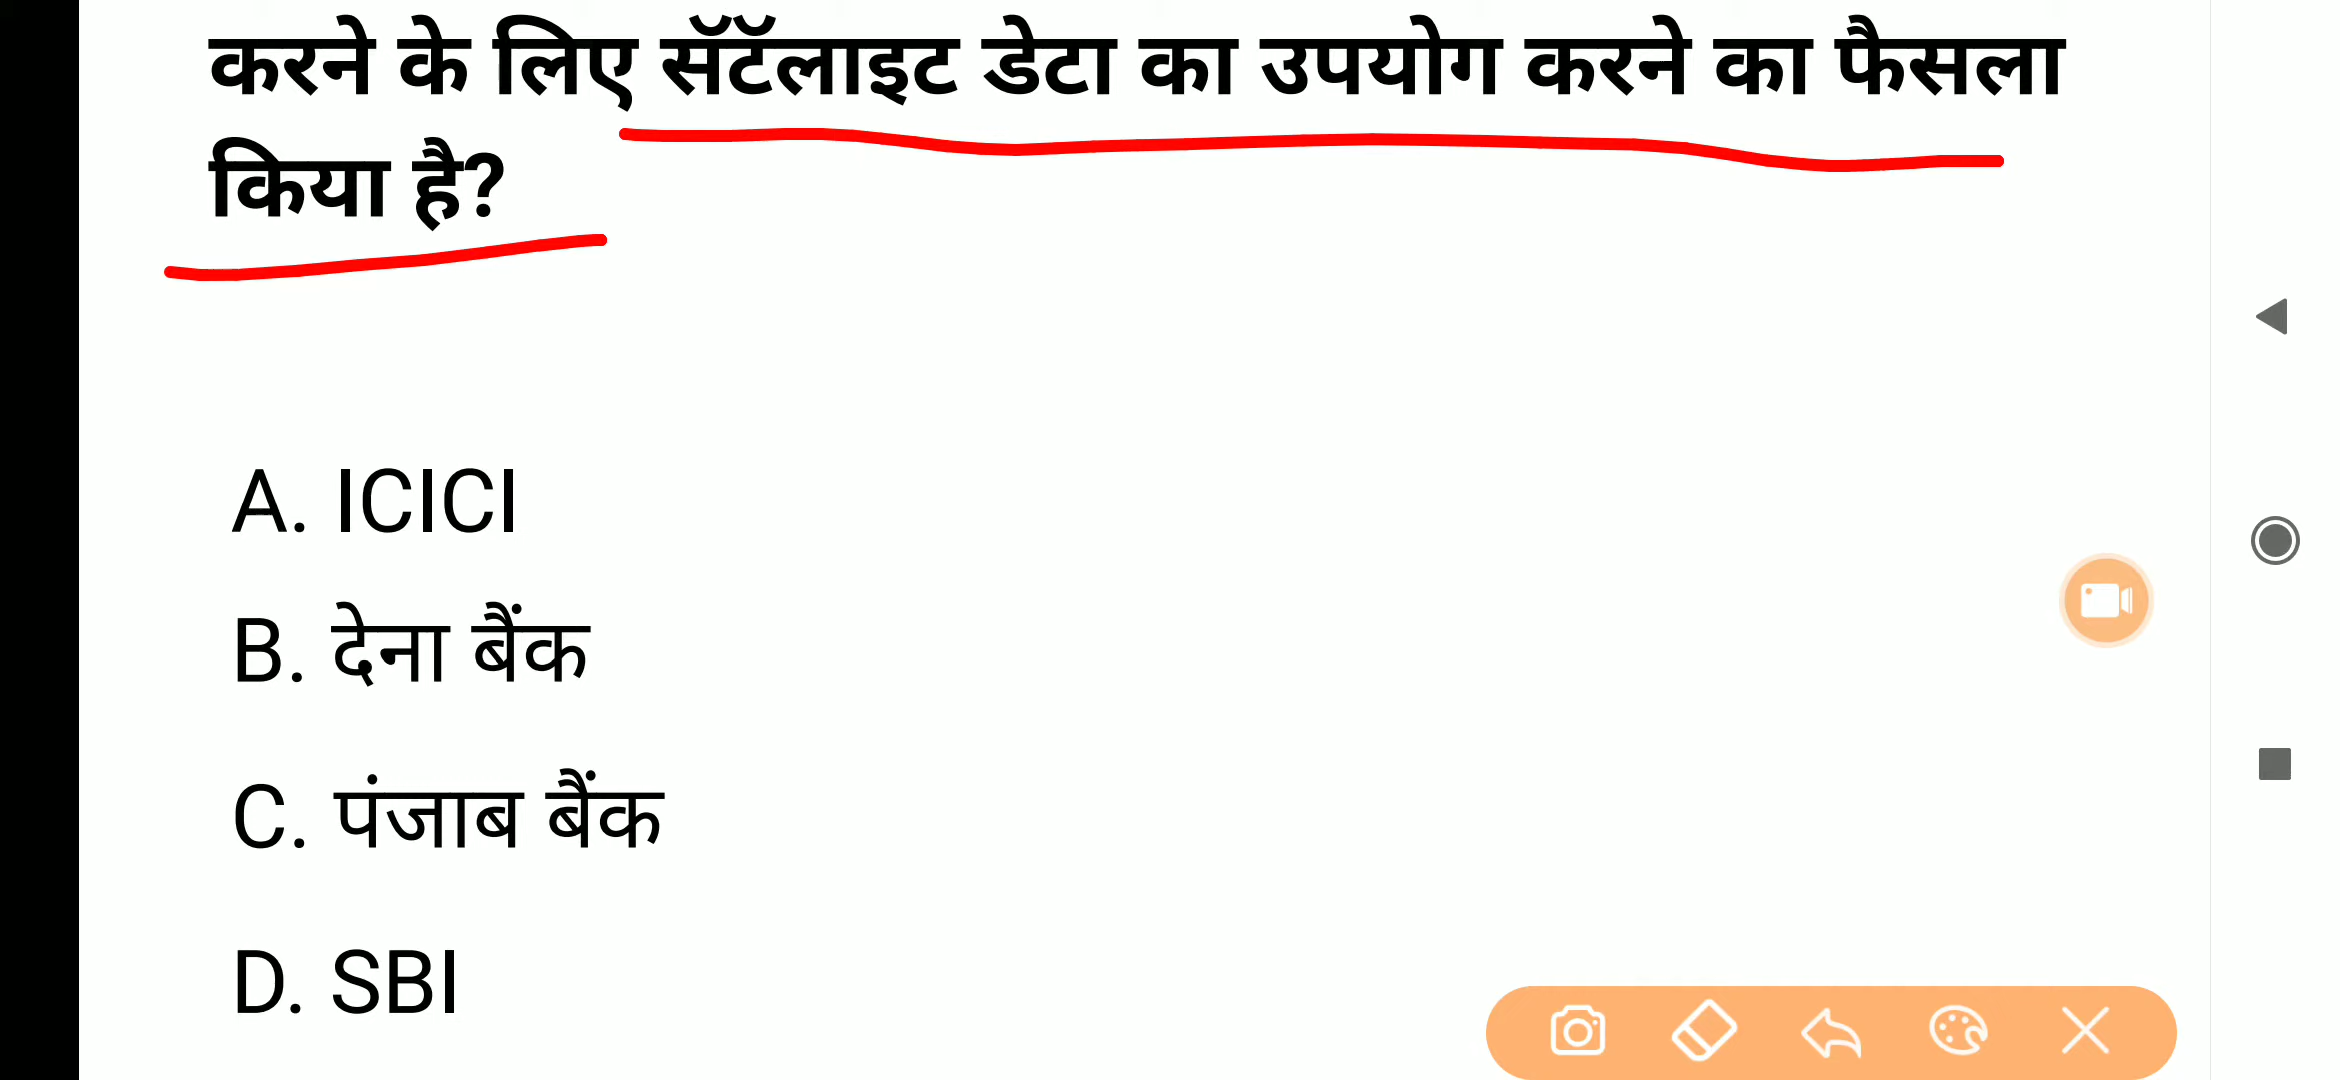 करने के लिए सॅटॅलाइट डेटा का उपयोग करने का फैसला
किया है?
A. ICICI
B. देना बैंक
C. पंजाब बैंक
D. SBI